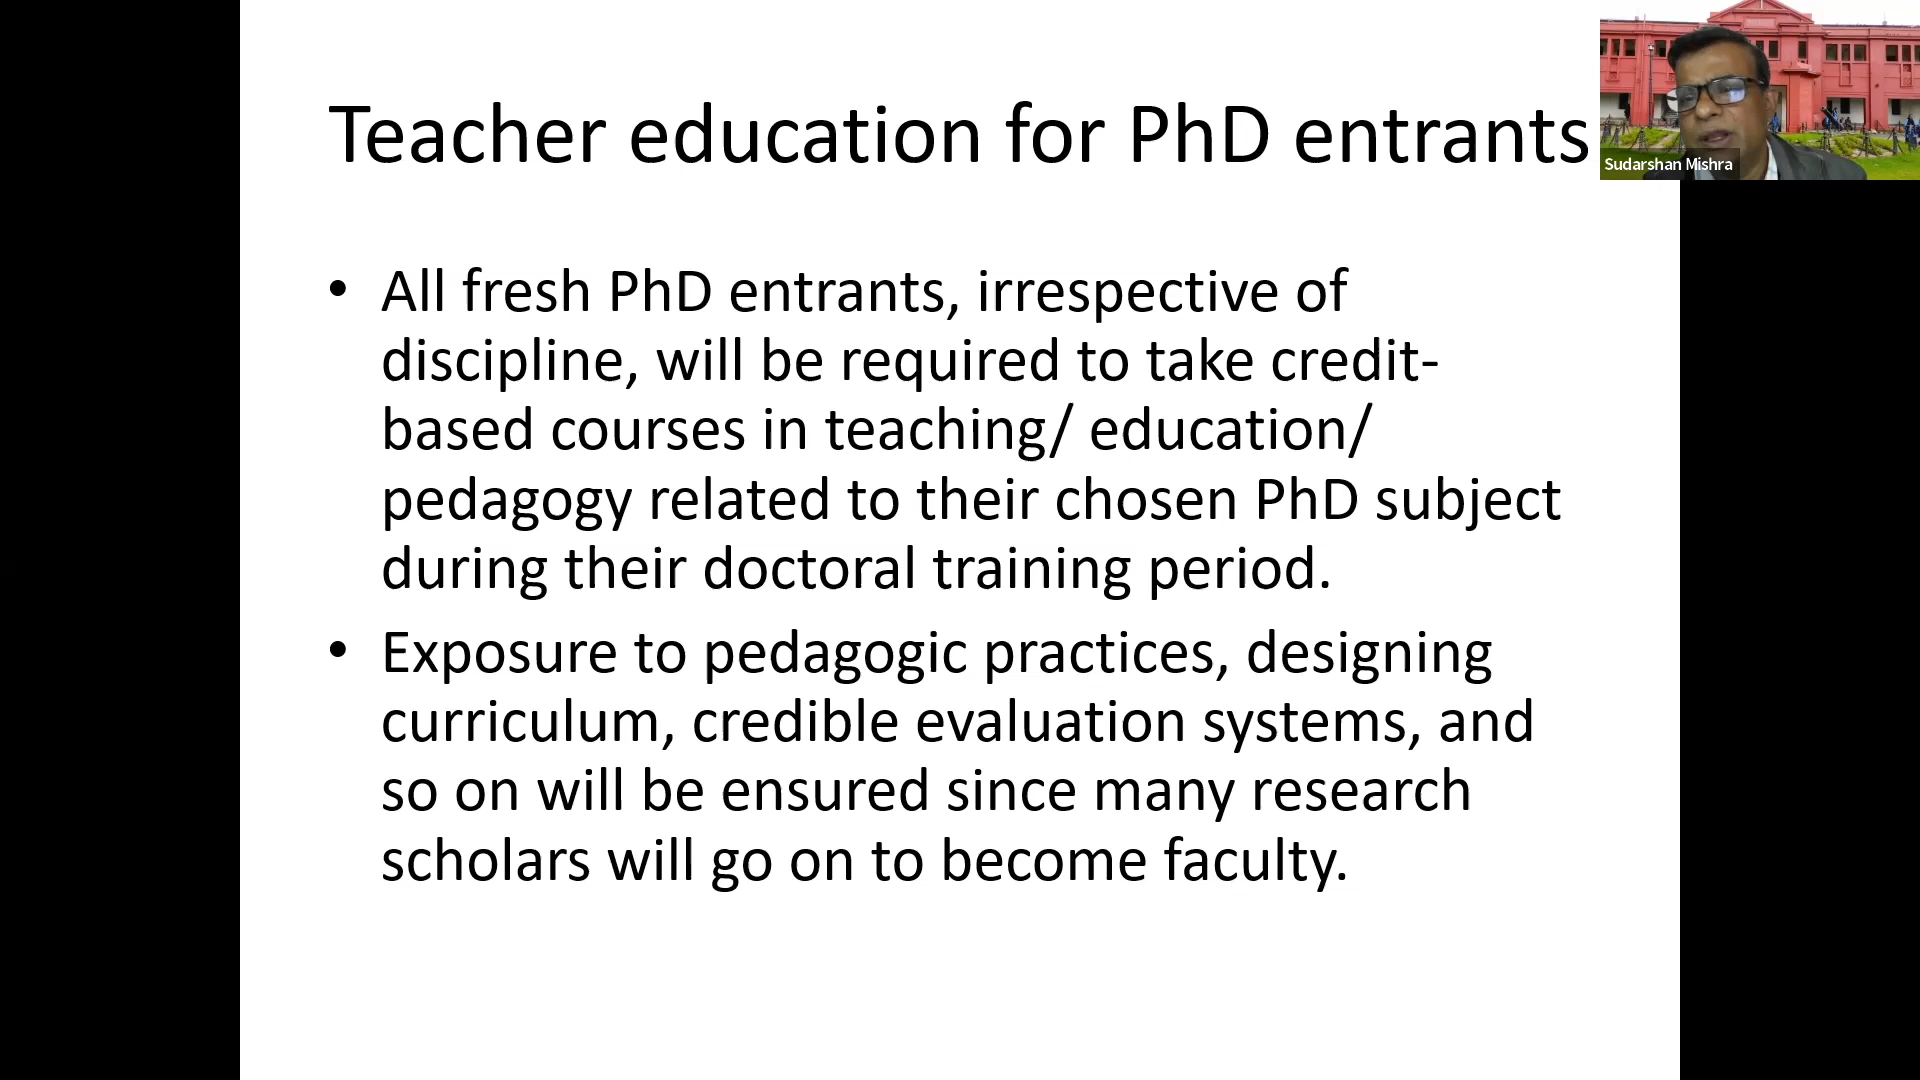 Teacher education for PhD entrants
Sudarshan Mishra
• All fresh PhD entrants, irrespective of
discipline, will be required to take credit-
based courses in teaching/ education/
pedagogy related to their chosen PhD subject
during their doctoral training period.
• Exposure to pedagogic practices, designing
curriculum, credible evaluation systems, and
so on will be ensured since many research
scholars will go on to become faculty.